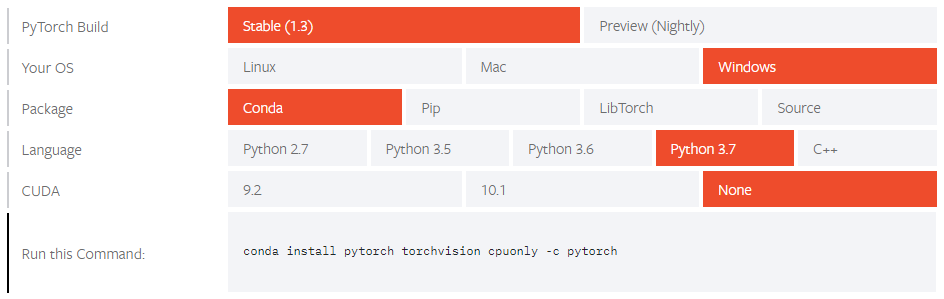 PyTorch Build Stable (1.3) Preview (Nightly)
Your OS Linux Mac Windows
Package Conda Pip LibTorch Source
Language Python 2.7 Python 3.5 Python 3.6 Python 3.7 C++
CUDA 9.2 10.1 None
Run this Command: conda install pytorch torchvision cpuonly -c pytorch